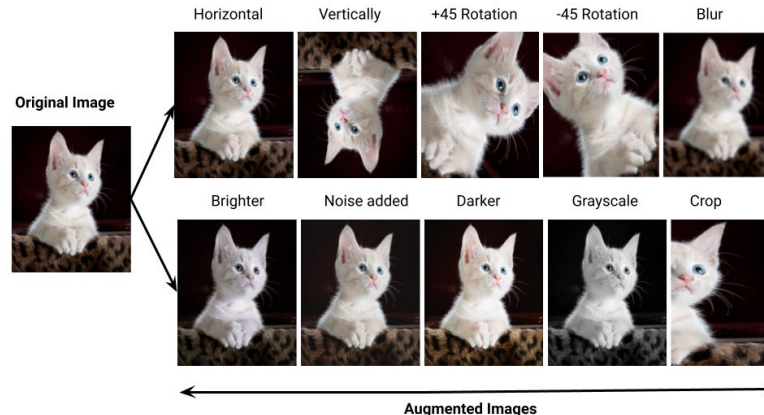 Horizontal
Vertically
+45 Rotation
-45 Rotation
Blur
Original Image
Brighter
Noise added
Darker
Grayscale
Crop
Augmented Images